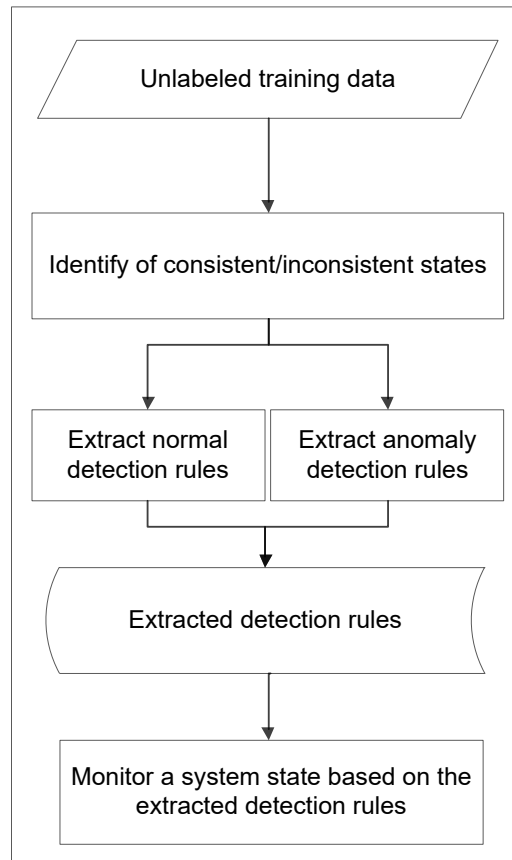 Unlabeled training data
Identify of consistent/inconsistent states
Extract normal
detection rules
Extract anomaly
detection rules
Extracted detection rules
Monitor a system state based on the
extracted detection rules